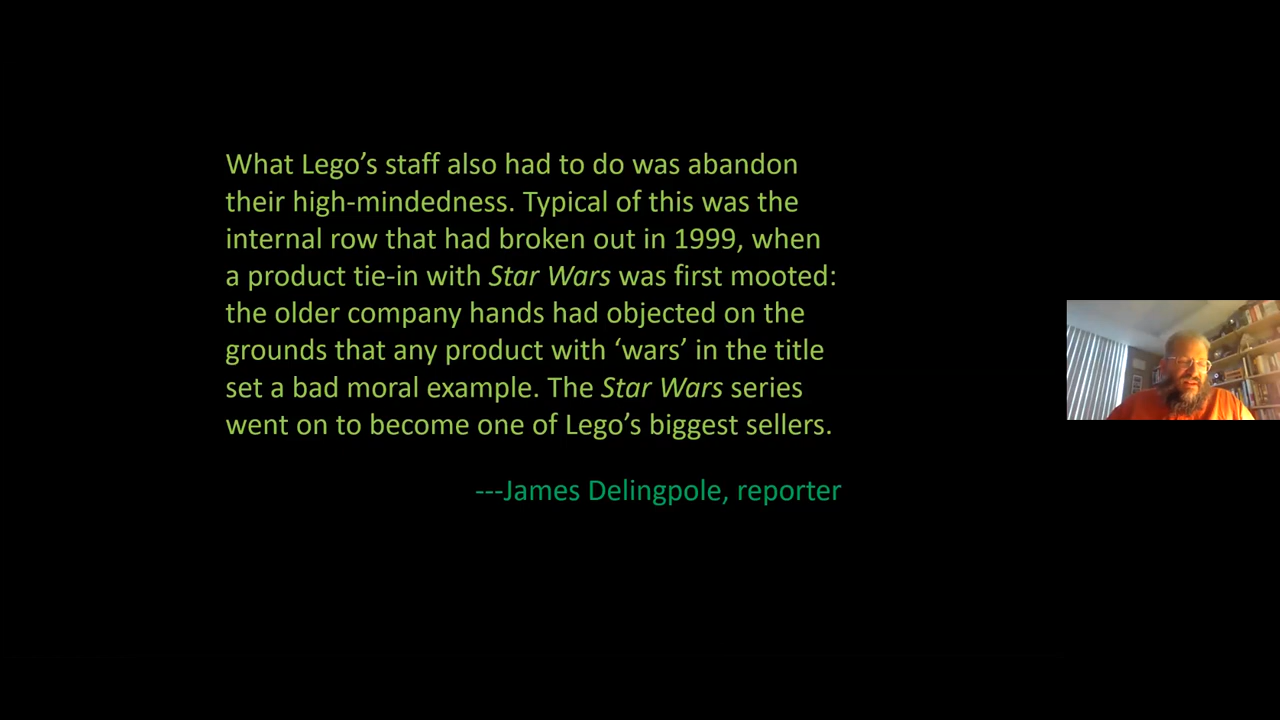 What Lego’s staff also had to do was abandon
their high-mindedness. Typical of this was the
internal row that had broken out in 1999, when
a product tie-in with Star Wars was first mooted:
the older company hands had objected on the
grounds that any product with ‘wars’ in the title
set a bad moral example. The Star Wars series
went on to become one of Lego’s biggest sellers.
---James Delingpole, reporter